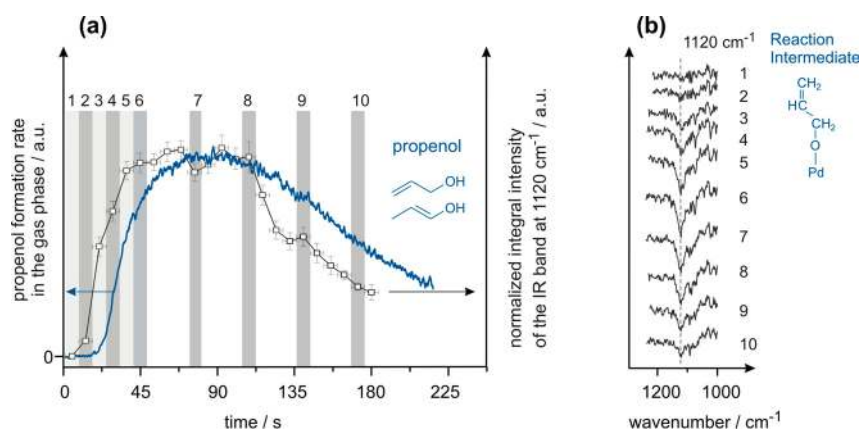 (a)
1 2 3 4 5 6 7 8 9 10
propenol formation rate
in the gas phase / a.u.
0
propenol
OH
OH
0 45 90 135 180 225
time / s
normalized integral intensity
of the IR band at 1120 cm⁻¹ / a.u.
(b)
1120 cm⁻¹
1
2
3
4
5
6
7
8
9
10
1200 1000
wavenumber / cm⁻¹
Reaction
Intermediate
CH₂
HC
CH₂
O
Pd